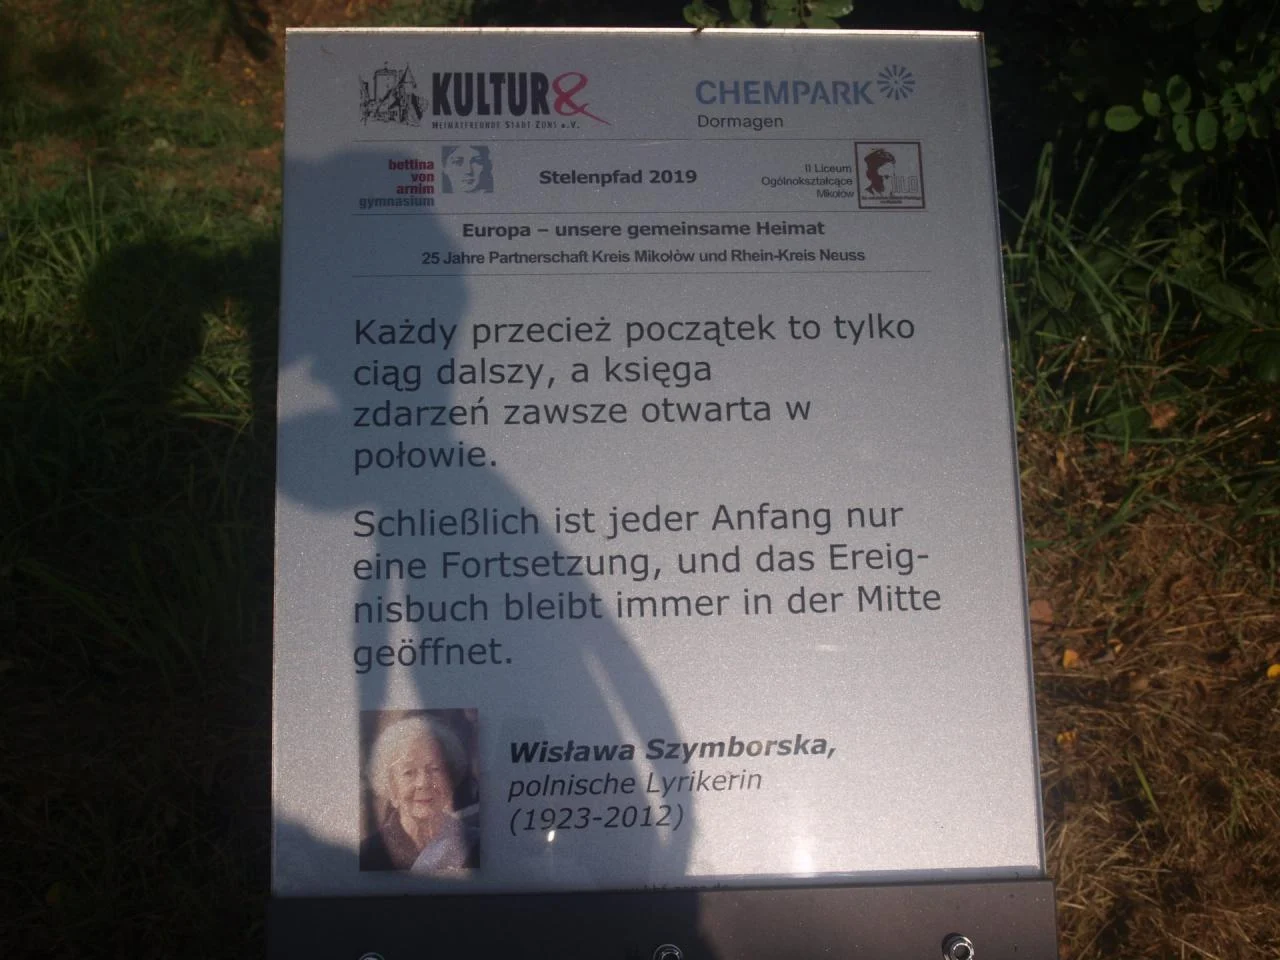 KULTUR&
HEIMATFREUNDE STADT ZONS e.V.
CHEMPARK
Dormagen
bettina
von
arnim
gymnasium
Stelenpfad 2019
II Liceum
Ogólnokształcące
Mikołów
Europa – unsere gemeinsame Heimat
25 Jahre Partnerschaft Kreis Mikołòw und Rhein-Kreis Neuss
Każdy przecież początek to tylko
ciąg dalszy, a księga
zdarzeń zawsze otwarta w
połowie.
Schließlich ist jeder Anfang nur
eine Fortsetzung, und das Ereig-
nisbuch bleibt immer in der Mitte
geöffnet.
Wisława Szymborska,
polnische Lyrikerin
(1923-2012)